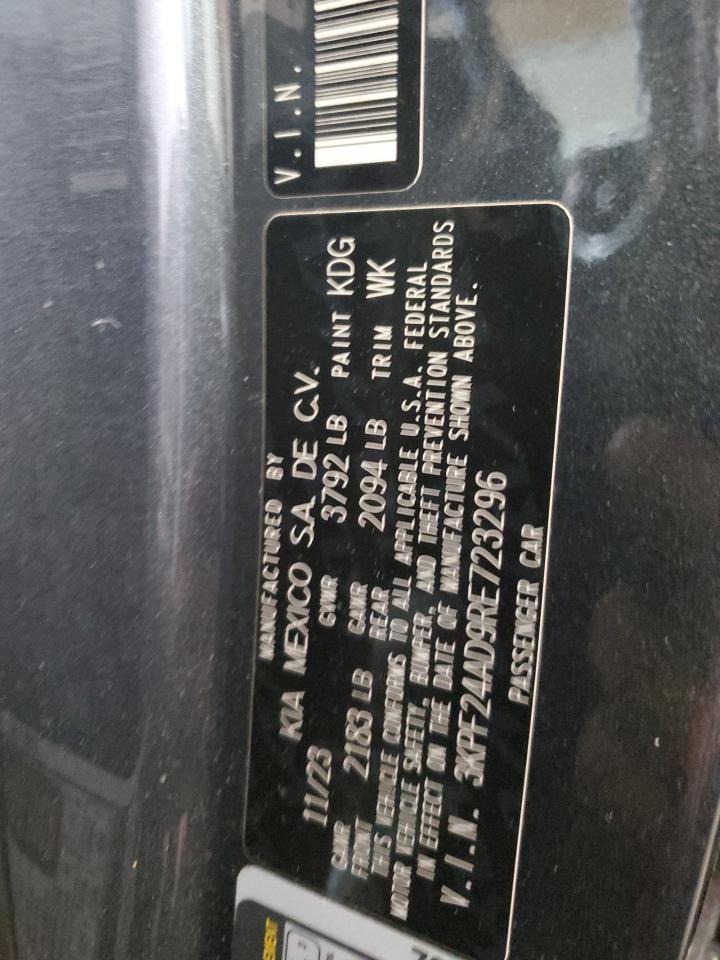 V.I.N.
MANUFACTURED BY
KIA MEXICO S.A. DE C.V.
11/23 GVWR 3792 LB PAINT KDG
GAWR FRONT 2183 LB GAWR REAR 2094 LB TRIM WK
THIS VEHICLE CONFORMS TO ALL APPLICABLE U.S.A. FEDERAL
MOTOR VEHICLE SAFETY, BUMPER, AND THEFT PREVENTION STANDARDS
IN EFFECT ON THE DATE OF MANUFACTURE SHOWN ABOVE.
V.I.N. 3KPF24AD9RE723296
PASSENGER CAR